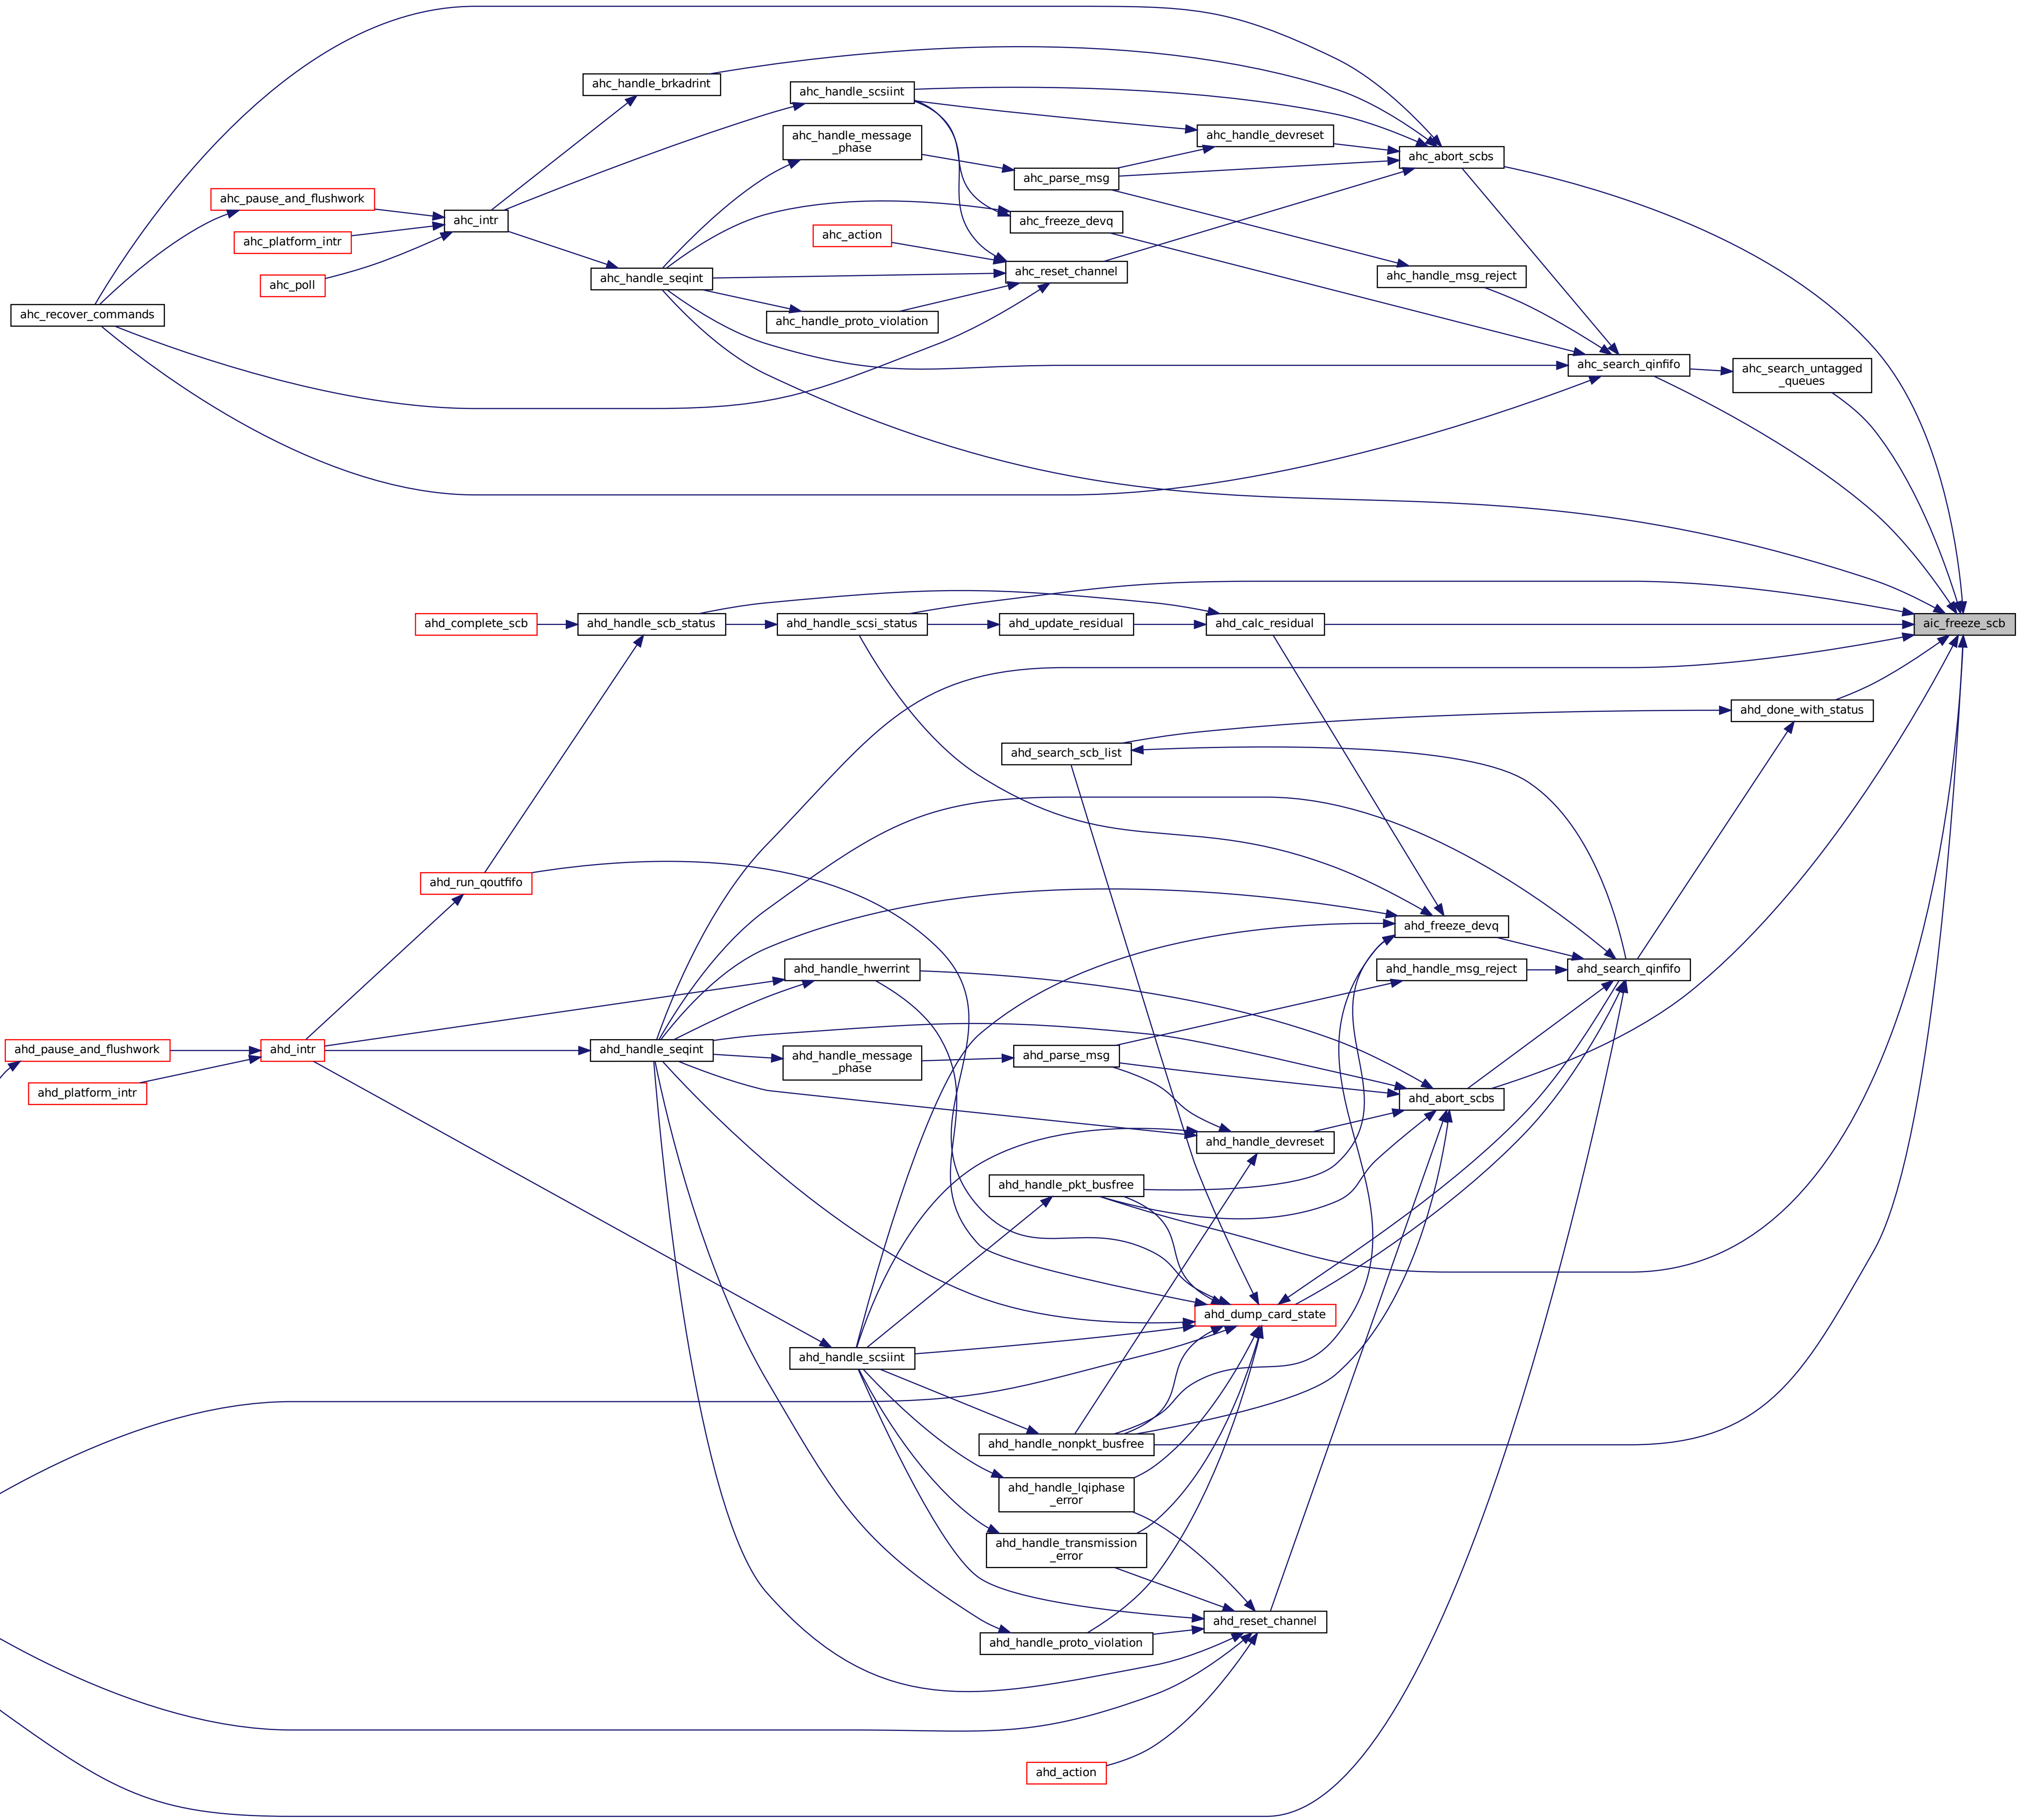 ahc_handle_brkadrint
ahc_handle_scsiint
ahc_handle_message
_phase
ahc_handle_devreset
ahc_abort_scbs
ahc_parse_msg
ahc_pause_and_flushwork
ahc_intr
ahc_freeze_devq
ahc_platform_intr
ahc_action
ahc_reset_channel
ahc_handle_msg_reject
ahc_poll
ahc_handle_seqint
ahc_recover_commands
ahc_handle_proto_violation
ahc_search_qinfifo
ahc_search_untagged
_queues
ahd_complete_scb
ahd_handle_scb_status
ahd_handle_scsi_status
ahd_update_residual
ahd_calc_residual
aic_freeze_scb
ahd_done_with_status
ahd_search_scb_list
ahd_run_qoutfifo
ahd_freeze_devq
ahd_handle_hwerrint
ahd_handle_msg_reject
ahd_search_qinfifo
ahd_pause_and_flushwork
ahd_intr
ahd_handle_seqint
ahd_handle_message
_phase
ahd_parse_msg
ahd_platform_intr
ahd_abort_scbs
ahd_handle_devreset
ahd_handle_pkt_busfree
ahd_dump_card_state
ahd_handle_scsiint
ahd_handle_nonpkt_busfree
ahd_handle_lqiphase
_error
ahd_handle_transmission
_error
ahd_reset_channel
ahd_handle_proto_violation
ahd_action